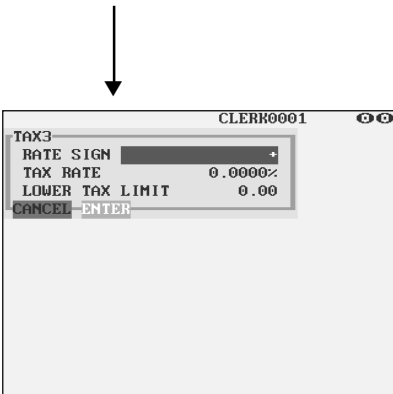 CLERK0001
TAX3
RATE SIGN +
TAX RATE 0.0000%
LOWER TAX LIMIT 0.00
CANCEL ENTER